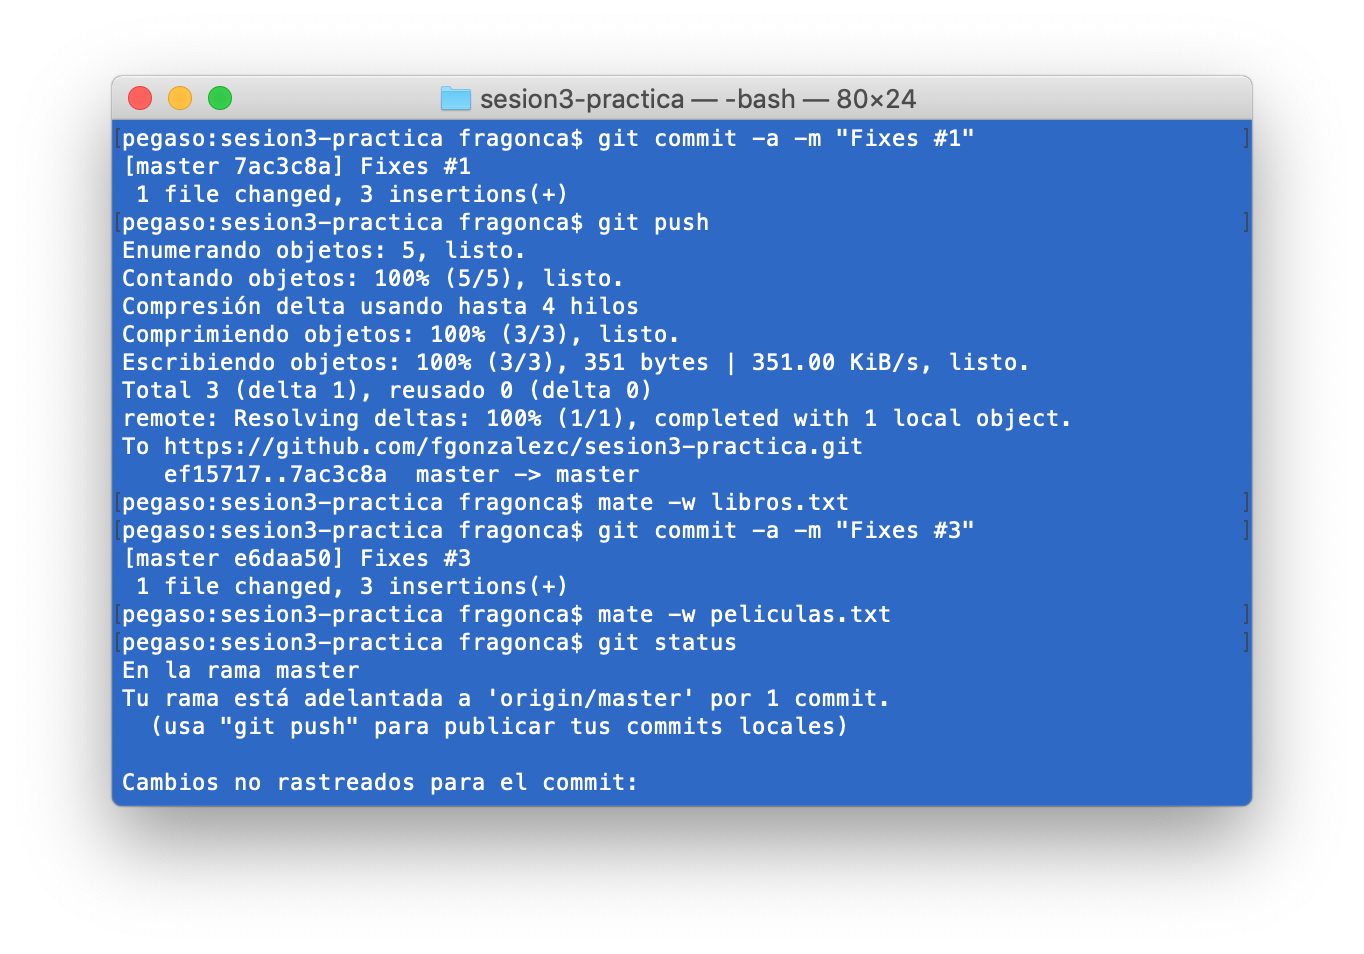 sesion3-practica — -bash — 80×24
[pegaso:sesion3-practica fragonca$ git commit -a -m "Fixes #1" ]
[master 7ac3c8a] Fixes #1
 1 file changed, 3 insertions(+)
[pegaso:sesion3-practica fragonca$ git push ]
Enumerando objetos: 5, listo.
Contando objetos: 100% (5/5), listo.
Compresión delta usando hasta 4 hilos
Comprimiendo objetos: 100% (3/3), listo.
Escribiendo objetos: 100% (3/3), 351 bytes | 351.00 KiB/s, listo.
Total 3 (delta 1), reusado 0 (delta 0)
remote: Resolving deltas: 100% (1/1), completed with 1 local object.
To https://github.com/fgonzalezc/sesion3-practica.git
   ef15717..7ac3c8a  master -> master
[pegaso:sesion3-practica fragonca$ mate -w libros.txt ]
[pegaso:sesion3-practica fragonca$ git commit -a -m "Fixes #3" ]
[master e6daa50] Fixes #3
 1 file changed, 3 insertions(+)
[pegaso:sesion3-practica fragonca$ mate -w peliculas.txt ]
[pegaso:sesion3-practica fragonca$ git status ]
En la rama master
Tu rama está adelantada a 'origin/master' por 1 commit.
  (usa "git push" para publicar tus commits locales)
Cambios no rastreados para el commit: